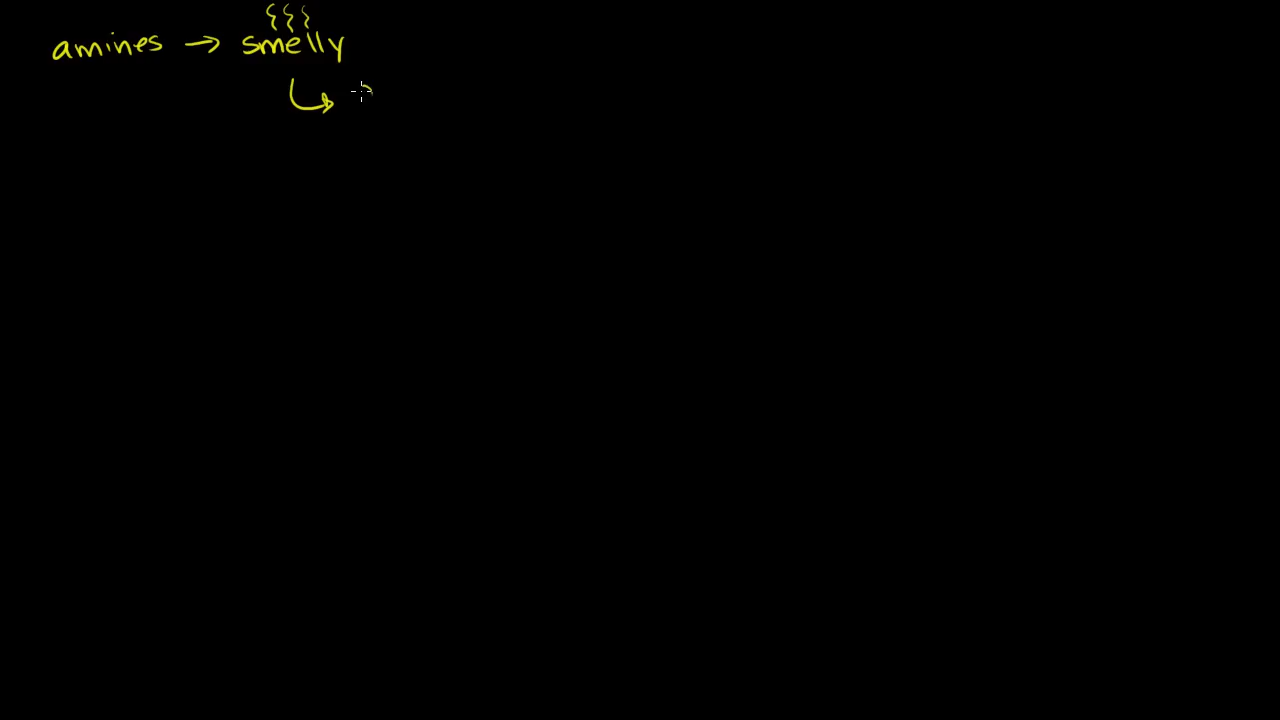 amines → smelly
↳